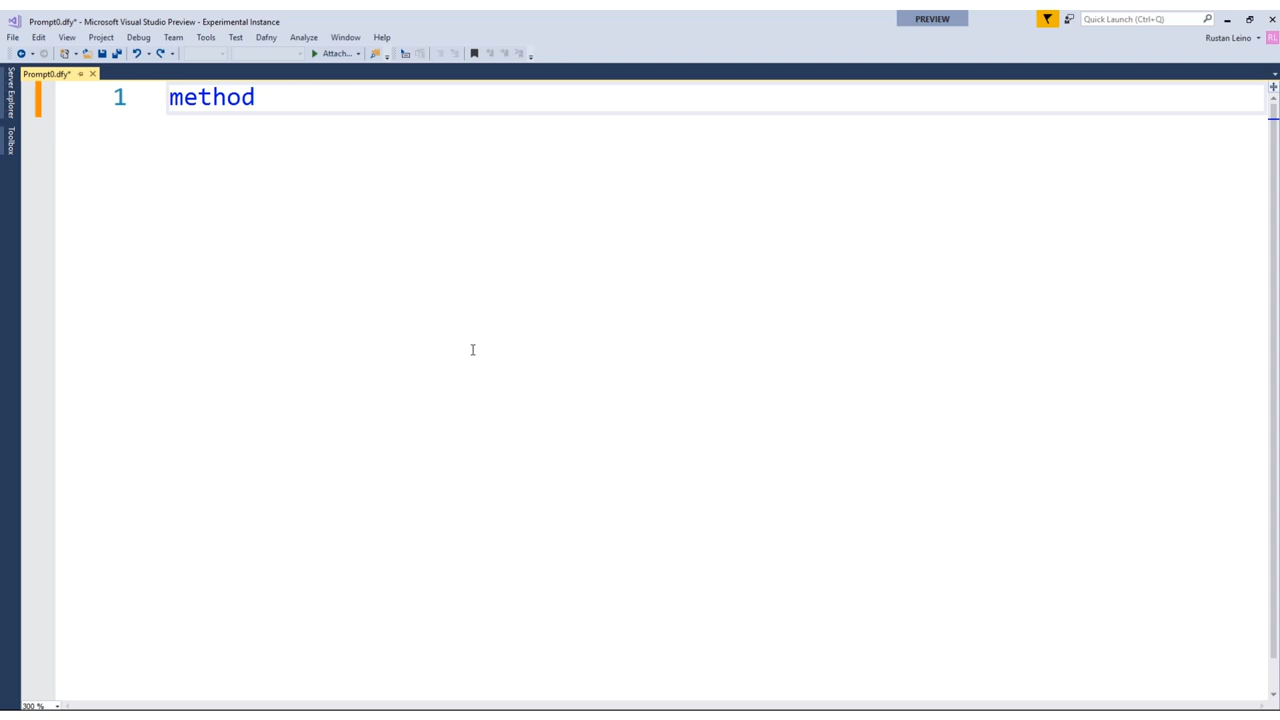 Prompt0.dfy* - Microsoft Visual Studio Preview - Experimental Instance
PREVIEW
Quick Launch (Ctrl+Q)
File Edit View Project Debug Team Tools Test Dafny Analyze Window Help
Rustan Leino
RL
Attach...
Prompt0.dfy*
Server Explorer
Toolbox
1 method
300 %